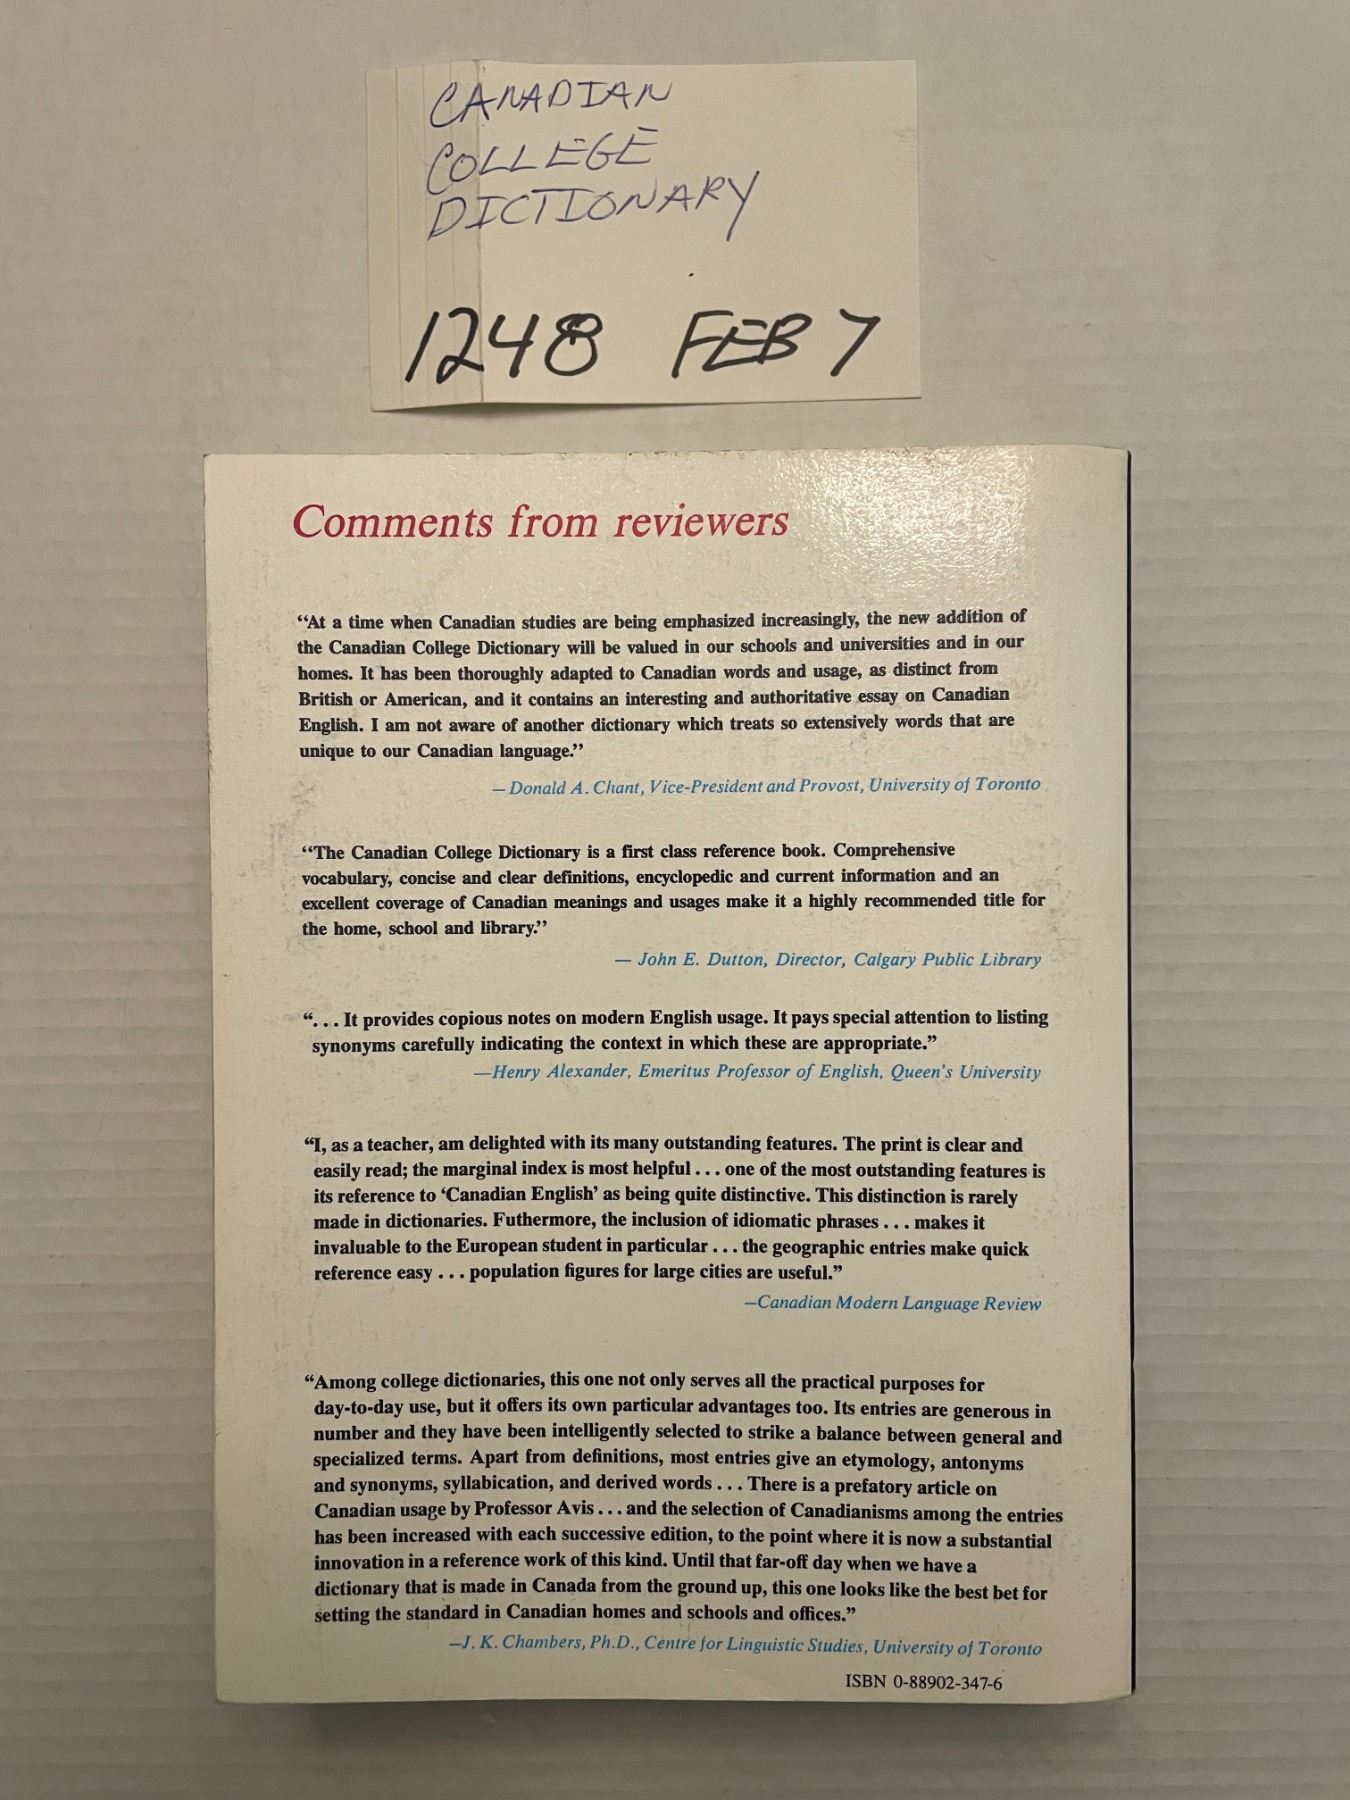 CANADIAN
COLLEGE
DICTIONARY
1248 FEB 7
Comments from reviewers
“At a time when Canadian studies are being emphasized increasingly, the new addition of
the Canadian College Dictionary will be valued in our schools and universities and in our
homes. It has been thoroughly adapted to Canadian words and usage, as distinct from
British or American, and it contains an interesting and authoritative essay on Canadian
English. I am not aware of another dictionary which treats so extensively words that are
unique to our Canadian language.”
— Donald A. Chant, Vice-President and Provost, University of Toronto
“The Canadian College Dictionary is a first class reference book. Comprehensive
vocabulary, concise and clear definitions, encyclopedic and current information and an
excellent coverage of Canadian meanings and usages make it a highly recommended title for
the home, school and library.”
— John E. Dutton, Director, Calgary Public Library
“. . . It provides copious notes on modern English usage. It pays special attention to listing
synonyms carefully indicating the context in which these are appropriate.”
—Henry Alexander, Emeritus Professor of English, Queen's University
“I, as a teacher, am delighted with its many outstanding features. The print is clear and
easily read; the marginal index is most helpful . . . one of the most outstanding features is
its reference to ‘Canadian English’ as being quite distinctive. This distinction is rarely
made in dictionaries. Futhermore, the inclusion of idiomatic phrases . . . makes it
invaluable to the European student in particular . . . the geographic entries make quick
reference easy . . . population figures for large cities are useful.”
—Canadian Modern Language Review
“Among college dictionaries, this one not only serves all the practical purposes for
day-to-day use, but it offers its own particular advantages too. Its entries are generous in
number and they have been intelligently selected to strike a balance between general and
specialized terms. Apart from definitions, most entries give an etymology, antonyms
and synonyms, syllabication, and derived words . . . There is a prefatory article on
Canadian usage by Professor Avis . . . and the selection of Canadianisms among the entries
has been increased with each successive edition, to the point where it is now a substantial
innovation in a reference work of this kind. Until that far-off day when we have a
dictionary that is made in Canada from the ground up, this one looks like the best bet for
setting the standard in Canadian homes and schools and offices.”
—J. K. Chambers, Ph.D., Centre for Linguistic Studies, University of Toronto
ISBN 0-88902-347-6